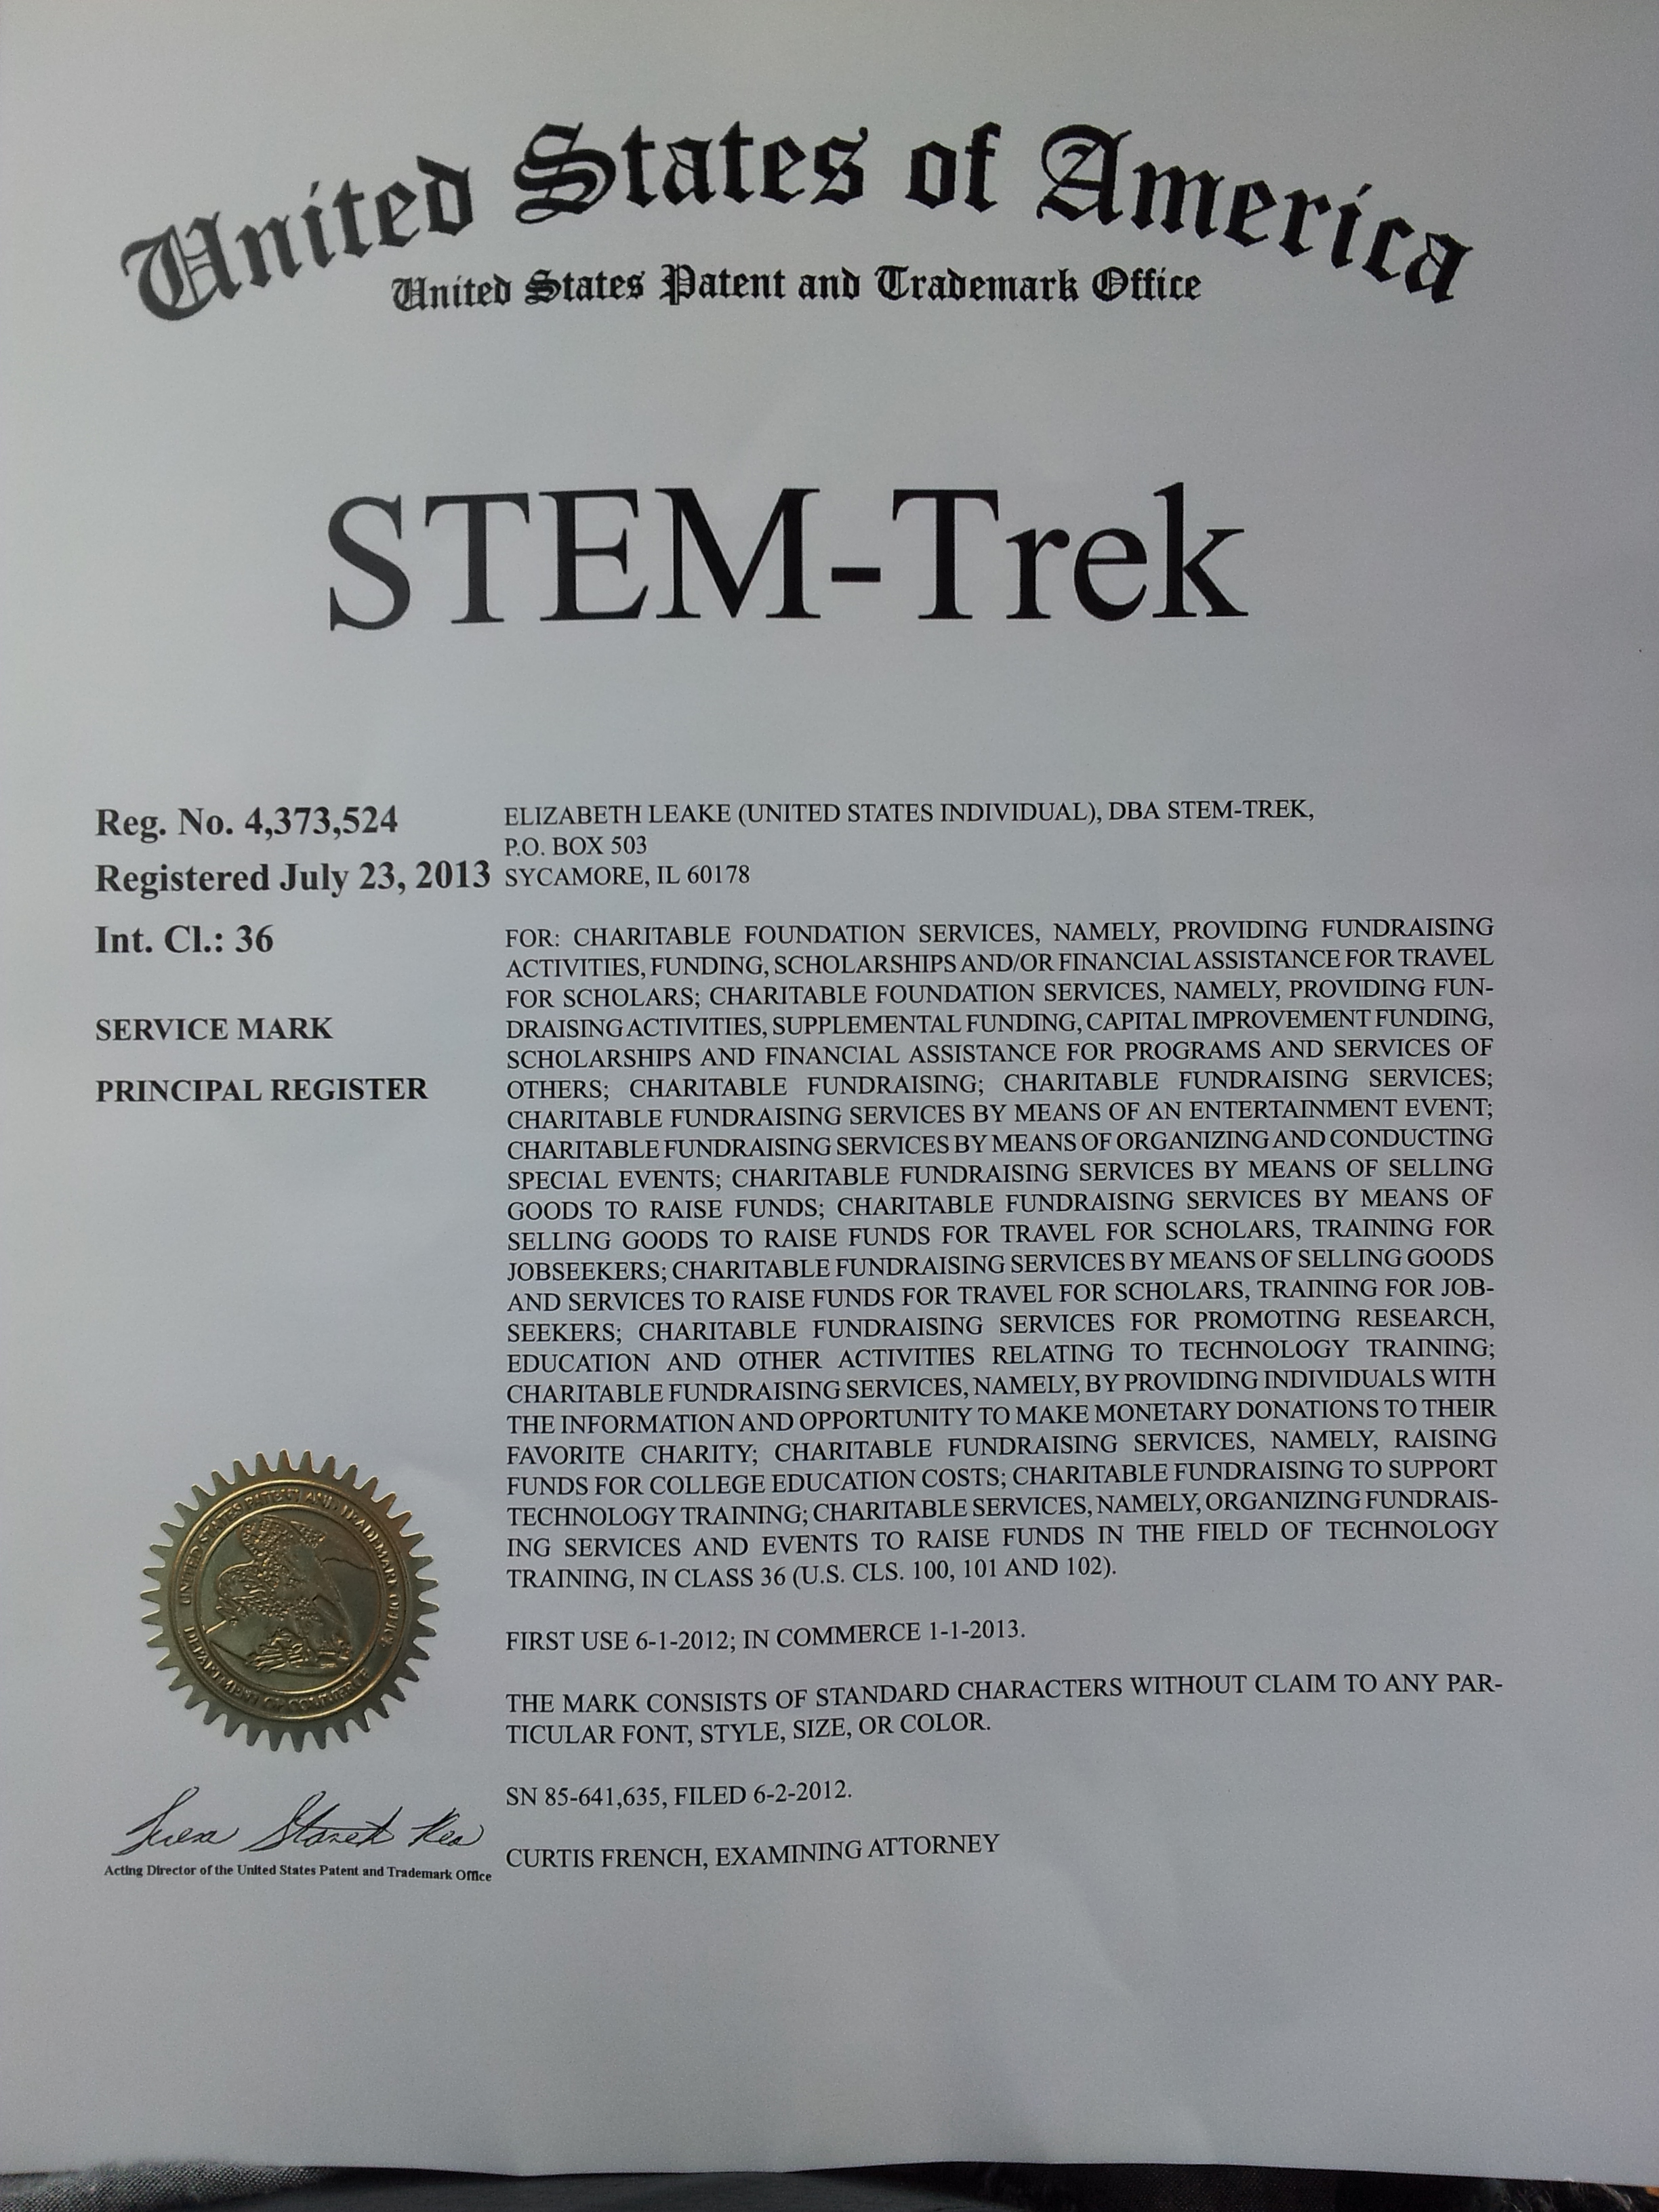 United States of America
United States Patent and Trademark Office
STEM-Trek
Reg. No. 4,373,524
Registered July 23, 2013
Int. Cl.: 36
SERVICE MARK
PRINCIPAL REGISTER
ELIZABETH LEAKE (UNITED STATES INDIVIDUAL), DBA STEM-TREK,
P.O. BOX 503
SYCAMORE, IL 60178
FOR: CHARITABLE FOUNDATION SERVICES, NAMELY, PROVIDING FUNDRAISING
ACTIVITIES, FUNDING, SCHOLARSHIPS AND/OR FINANCIAL ASSISTANCE FOR TRAVEL
FOR SCHOLARS; CHARITABLE FOUNDATION SERVICES, NAMELY, PROVIDING FUN-
DRAISING ACTIVITIES, SUPPLEMENTAL FUNDING, CAPITAL IMPROVEMENT FUNDING,
SCHOLARSHIPS AND FINANCIAL ASSISTANCE FOR PROGRAMS AND SERVICES OF
OTHERS; CHARITABLE FUNDRAISING; CHARITABLE FUNDRAISING SERVICES;
CHARITABLE FUNDRAISING SERVICES BY MEANS OF AN ENTERTAINMENT EVENT;
CHARITABLE FUNDRAISING SERVICES BY MEANS OF ORGANIZING AND CONDUCTING
SPECIAL EVENTS; CHARITABLE FUNDRAISING SERVICES BY MEANS OF SELLING
GOODS TO RAISE FUNDS; CHARITABLE FUNDRAISING SERVICES BY MEANS OF
SELLING GOODS TO RAISE FUNDS FOR TRAVEL FOR SCHOLARS, TRAINING FOR
JOBSEEKERS; CHARITABLE FUNDRAISING SERVICES BY MEANS OF SELLING GOODS
AND SERVICES TO RAISE FUNDS FOR TRAVEL FOR SCHOLARS, TRAINING FOR JOB-
SEEKERS; CHARITABLE FUNDRAISING SERVICES FOR PROMOTING RESEARCH,
EDUCATION AND OTHER ACTIVITIES RELATING TO TECHNOLOGY TRAINING;
CHARITABLE FUNDRAISING SERVICES, NAMELY, BY PROVIDING INDIVIDUALS WITH
THE INFORMATION AND OPPORTUNITY TO MAKE MONETARY DONATIONS TO THEIR
FAVORITE CHARITY; CHARITABLE FUNDRAISING SERVICES, NAMELY, RAISING
FUNDS FOR COLLEGE EDUCATION COSTS; CHARITABLE FUNDRAISING TO SUPPORT
TECHNOLOGY TRAINING; CHARITABLE SERVICES, NAMELY, ORGANIZING FUNDRAIS-
ING SERVICES AND EVENTS TO RAISE FUNDS IN THE FIELD OF TECHNOLOGY
TRAINING, IN CLASS 36 (U.S. CLS. 100, 101 AND 102).
FIRST USE 6-1-2012; IN COMMERCE 1-1-2013.
THE MARK CONSISTS OF STANDARD CHARACTERS WITHOUT CLAIM TO ANY PAR-
TICULAR FONT, STYLE, SIZE, OR COLOR.
SN 85-641,635, FILED 6-2-2012.
CURTIS FRENCH, EXAMINING ATTORNEY
UNITED STATES PATENT AND TRADEMARK OFFICE
DEPARTMENT OF COMMERCE
Acting Director of the United States Patent and Trademark Office